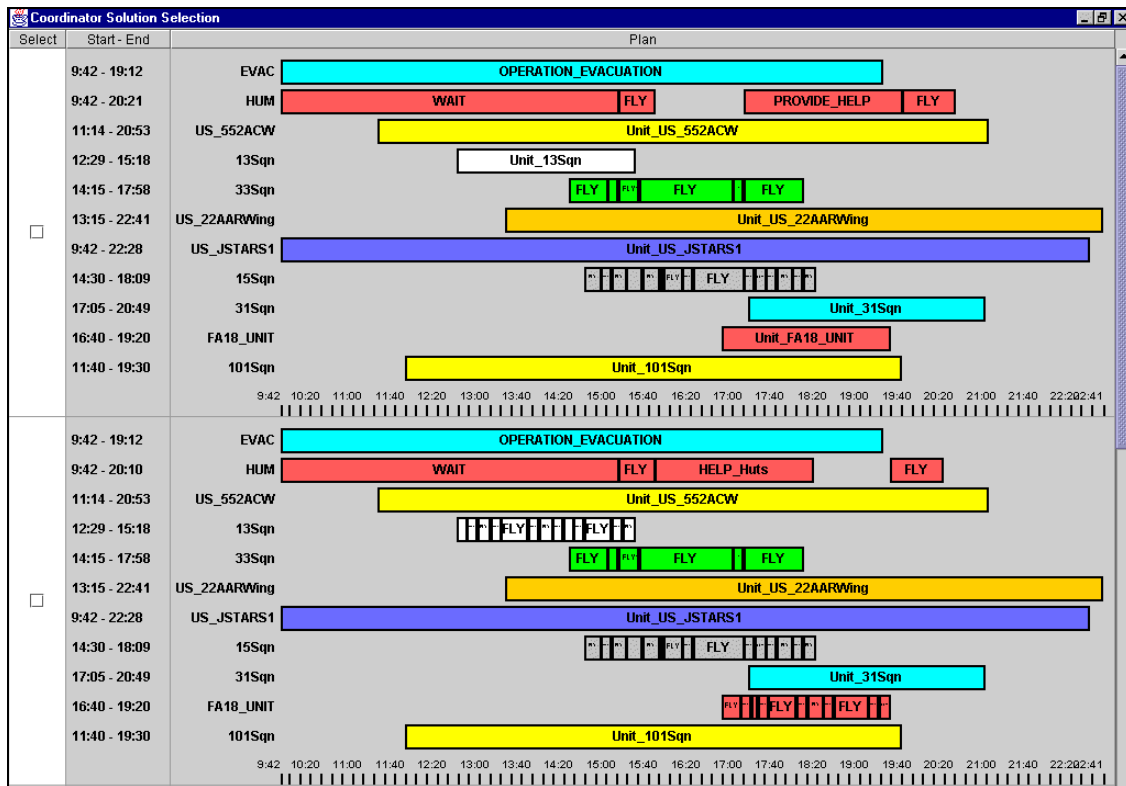 Coordinator Solution Selection
Select Start - End Plan
9:42 - 19:12 EVAC OPERATION_EVACUATION
9:42 - 20:21 HUM WAIT FLY PROVIDE_HELP FLY
11:14 - 20:53 US_552ACW Unit_US_552ACW
12:29 - 15:18 13Sqn Unit_13Sqn
14:15 - 17:58 33Sqn FLY FLY FLY FLY
13:15 - 22:41 US_22AARWing Unit_US_22AARWing
9:42 - 22:28 US_JSTARS1 Unit_US_JSTARS1
14:30 - 18:09 15Sqn FLY FLY
17:05 - 20:49 31Sqn Unit_31Sqn
16:40 - 19:20 FA18_UNIT Unit_FA18_UNIT
11:40 - 19:30 101Sqn Unit_101Sqn
9:42 10:20 11:00 11:40 12:20 13:00 13:40 14:20 15:00 15:40 16:20 17:00 17:40 18:20 19:00 19:40 20:20 21:00 21:40 22:20 22:41
9:42 - 19:12 EVAC OPERATION_EVACUATION
9:42 - 20:10 HUM WAIT FLY HELP_Huts FLY
11:14 - 20:53 US_552ACW Unit_US_552ACW
12:29 - 15:18 13Sqn FLY FLY
14:15 - 17:58 33Sqn FLY FLY FLY FLY
13:15 - 22:41 US_22AARWing Unit_US_22AARWing
9:42 - 22:28 US_JSTARS1 Unit_US_JSTARS1
14:30 - 18:09 15Sqn FLY FLY
17:05 - 20:49 31Sqn Unit_31Sqn
16:40 - 19:20 FA18_UNIT FLY FLY FLY
11:40 - 19:30 101Sqn Unit_101Sqn
9:42 10:20 11:00 11:40 12:20 13:00 13:40 14:20 15:00 15:40 16:20 17:00 17:40 18:20 19:00 19:40 20:20 21:00 21:40 22:20 22:41